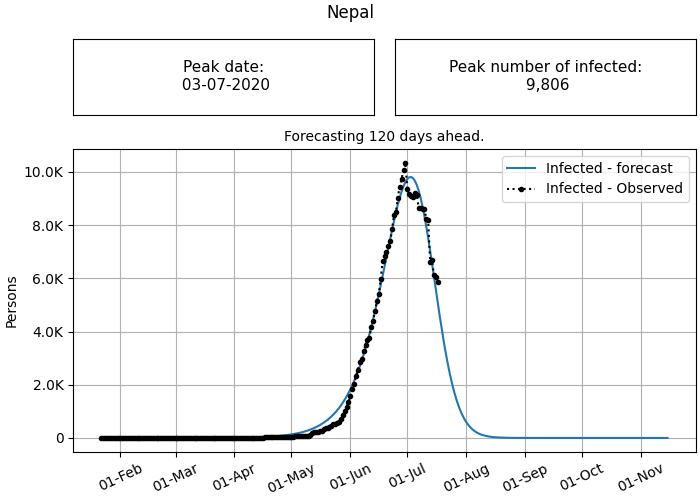 Nepal
Peak date:
03-07-2020
Peak number of infected:
9,806
Forecasting 120 days ahead.
Infected - forecast
Infected - Observed
10.0K
8.0K
6.0K
4.0K
2.0K
0
Persons
01-Feb
01-Mar
01-Apr
01-May
01-Jun
01-Jul
01-Aug
01-Sep
01-Oct
01-Nov